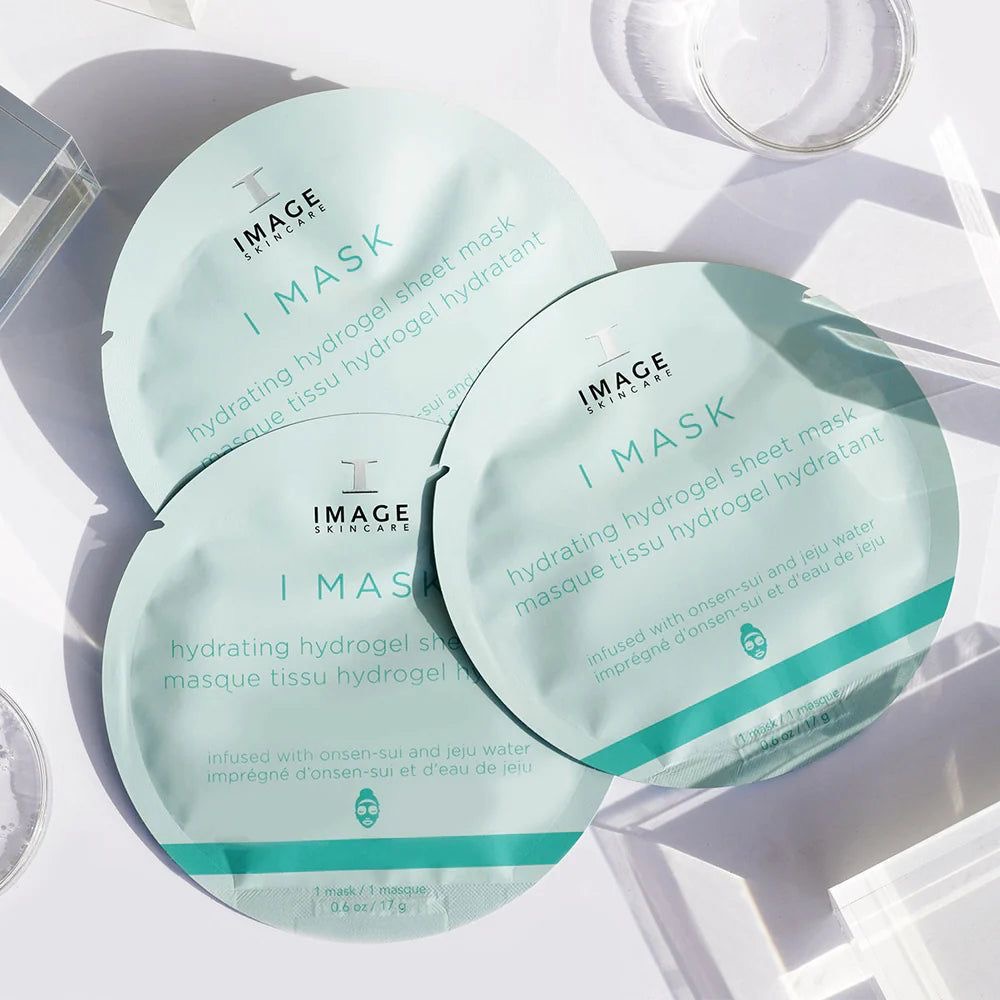 IMAGE
SKINCARE
I MASK
hydrating hydrogel sheet mask
masque tissu hydrogel hydratant
sui and
IMAGE
SKINCARE
I MASK
hydrating hydrogel sheet mask
masque tissu hydrogel hydratant
infused with onsen-sui and jeju water
imprégné d'onsen-sui et d'eau de jeju
1 mask / 1 masque
0.6 oz / 17 g
IMAGE
SKINCARE
I MASK
hydrating hydrogel she
masque tissu hydrogel hy
infused with onsen-sui and jeju water
imprégné d'onsen-sui et d'eau de jeju
1 mask / 1 masque
0.6 oz / 17 g